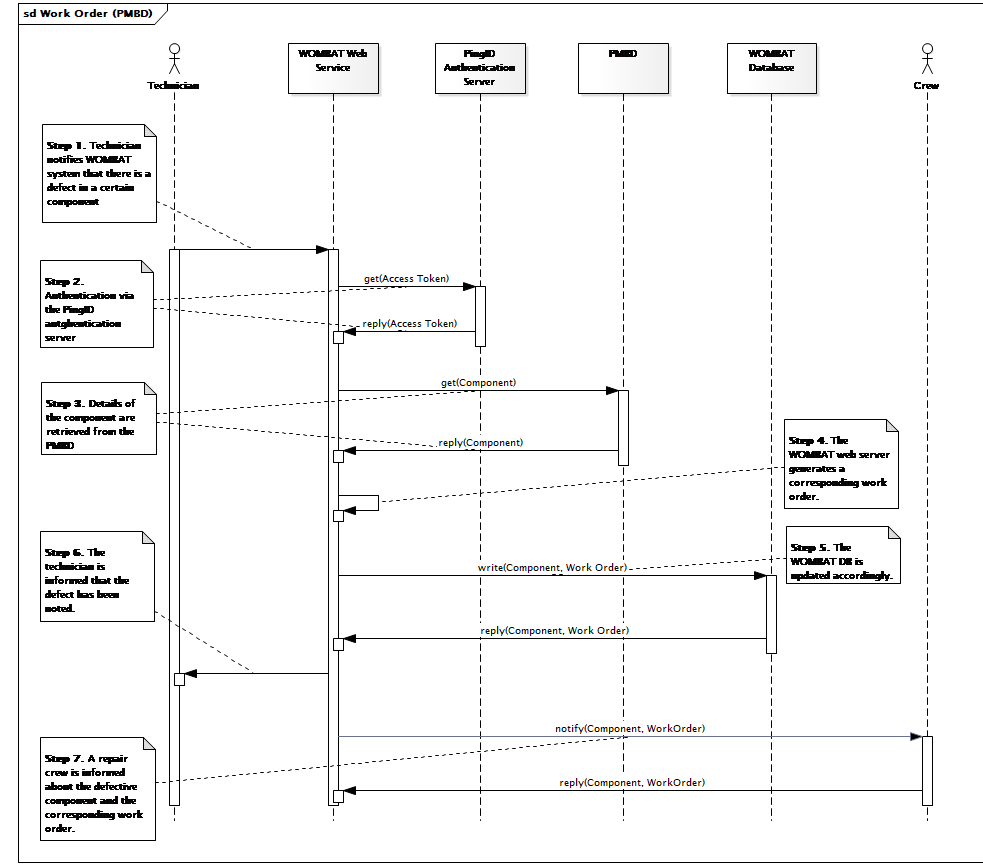 sd Work Order (PMBD)
Technician
WOMBAT Web
Service
PingID
Authentication
Server
PMBD
WOMBAT
Database
Crew
Step 1. Technician
notifies WOMBAT
system that there is a
defect in a certain
component
Step 2.
Authentication via
the PingID
antghentication
server
get(Access Token)
reply(Access Token)
Step 3. Details of
the component are
retrieved from the
PMBD
get(Component)
reply(Component)
Step 4. The
WOMBAT web server
generates a
corresponding work
order.
Step 5. The
WOMBAT DB is
updated accordingly.
write(Component, Work Order)
reply(Component, Work Order)
Step 6. The
technician is
informed that the
defect has been
noted.
notify(Component, WorkOrder)
reply(Component, WorkOrder)
Step 7. A repair
crew is informed
about the defective
component and the
corresponding work
order.